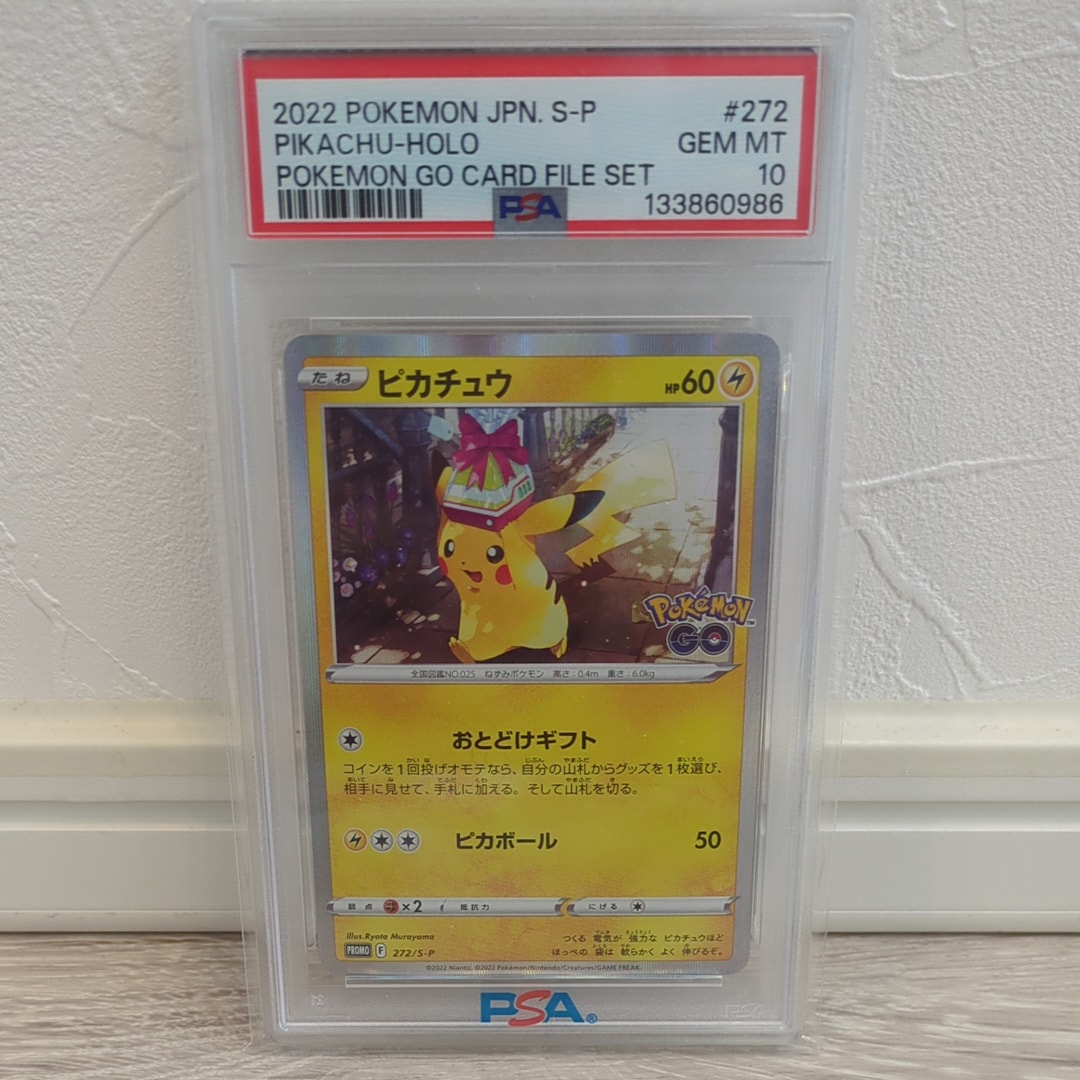 2022 POKEMON JPN. S-P #272
PIKACHU-HOLO GEM MT
POKEMON GO CARD FILE SET 10
PSA 133860986
たね ピカチュウ HP60
Pokémon
GO
全国図鑑NO.025 ねずみポケモン 高さ:0.4m 重さ:6.0kg
おとどけギフト
コインを1回投げオモテなら、自分の山札からグッズを1枚選び、
相手に見せて、手札に加える。そして山札を切る。
ピカボール 50
弱点 ×2 抵抗力 にげる
Illus.Ryota Murayama
つくる 電気が 強力な ピカチュウほど
PROMO F 272/S-P ほっぺの 袋は 軟らかく よく 伸びるぞ。
©2022 Niantic. ©2022 Pokémon/Nintendo/Creatures/GAME FREAK.
PSA®